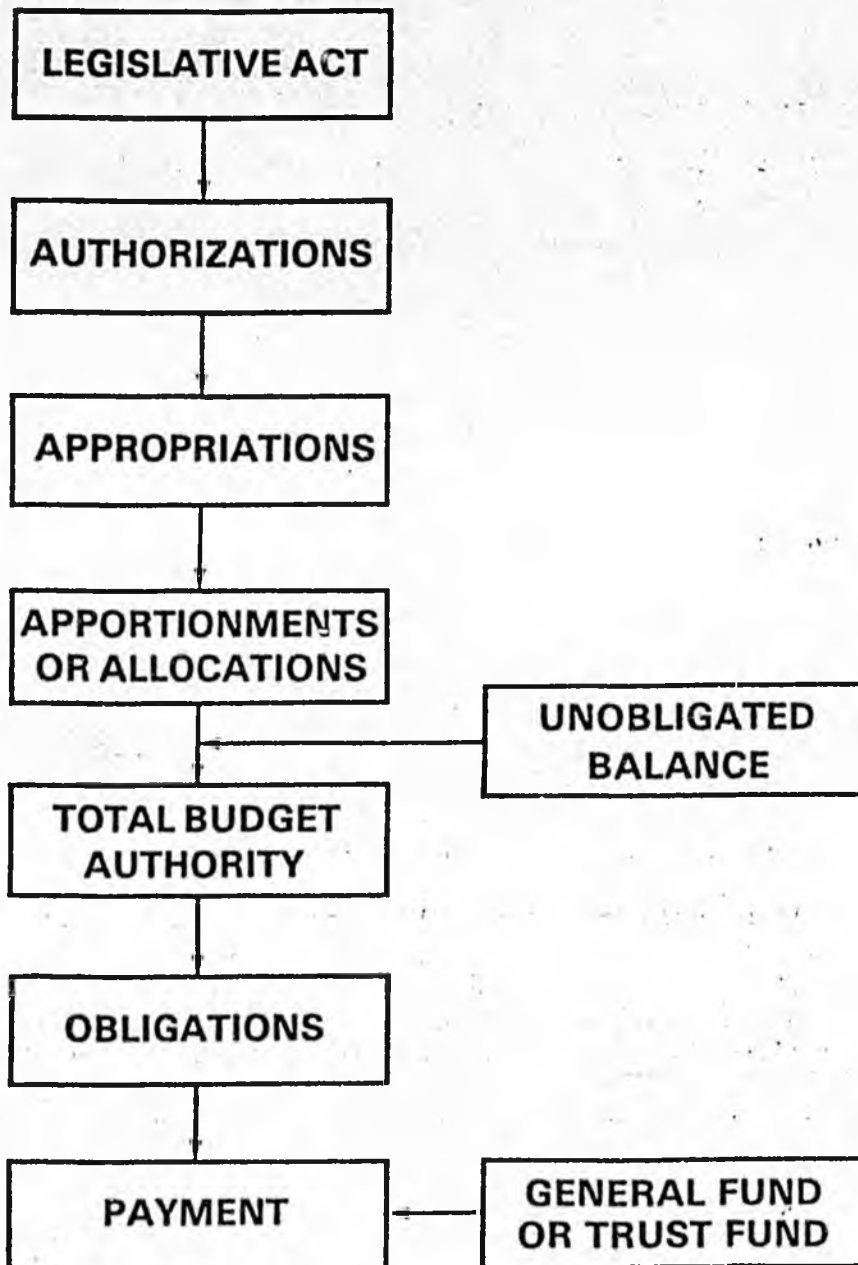 LEGISLATIVE ACT
AUTHORIZATIONS
APPROPRIATIONS
APPORTIONMENTS
OR ALLOCATIONS
UNOBLIGATED
BALANCE
TOTAL BUDGET
AUTHORITY
OBLIGATIONS
PAYMENT
GENERAL FUND
OR TRUST FUND